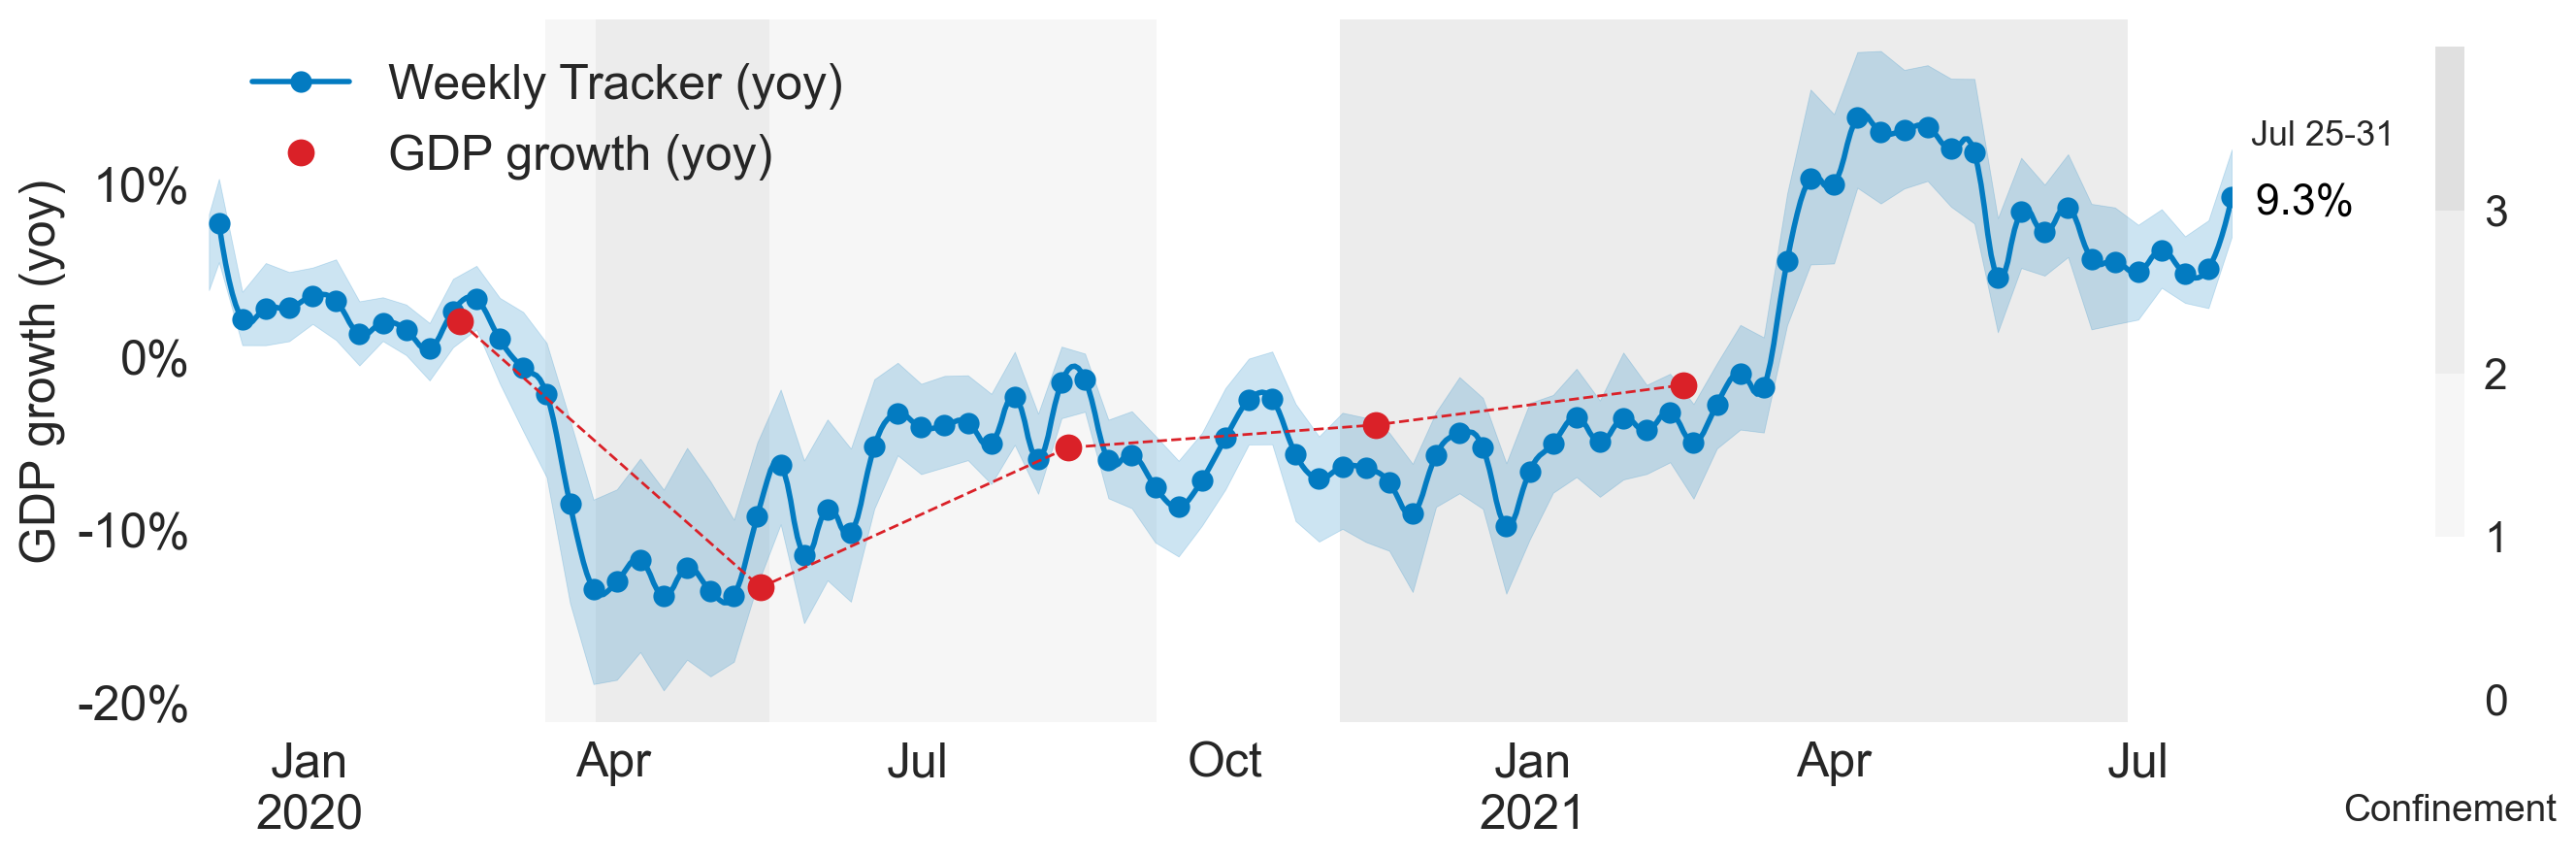 Weekly Tracker (yoy)
GDP growth (yoy)
GDP growth (yoy)
10%
0%
-10%
-20%
Jan
2020
Apr
Jul
Oct
Jan
2021
Apr
Jul
Jul 25-31
9.3%
3
2
1
0
Confinement